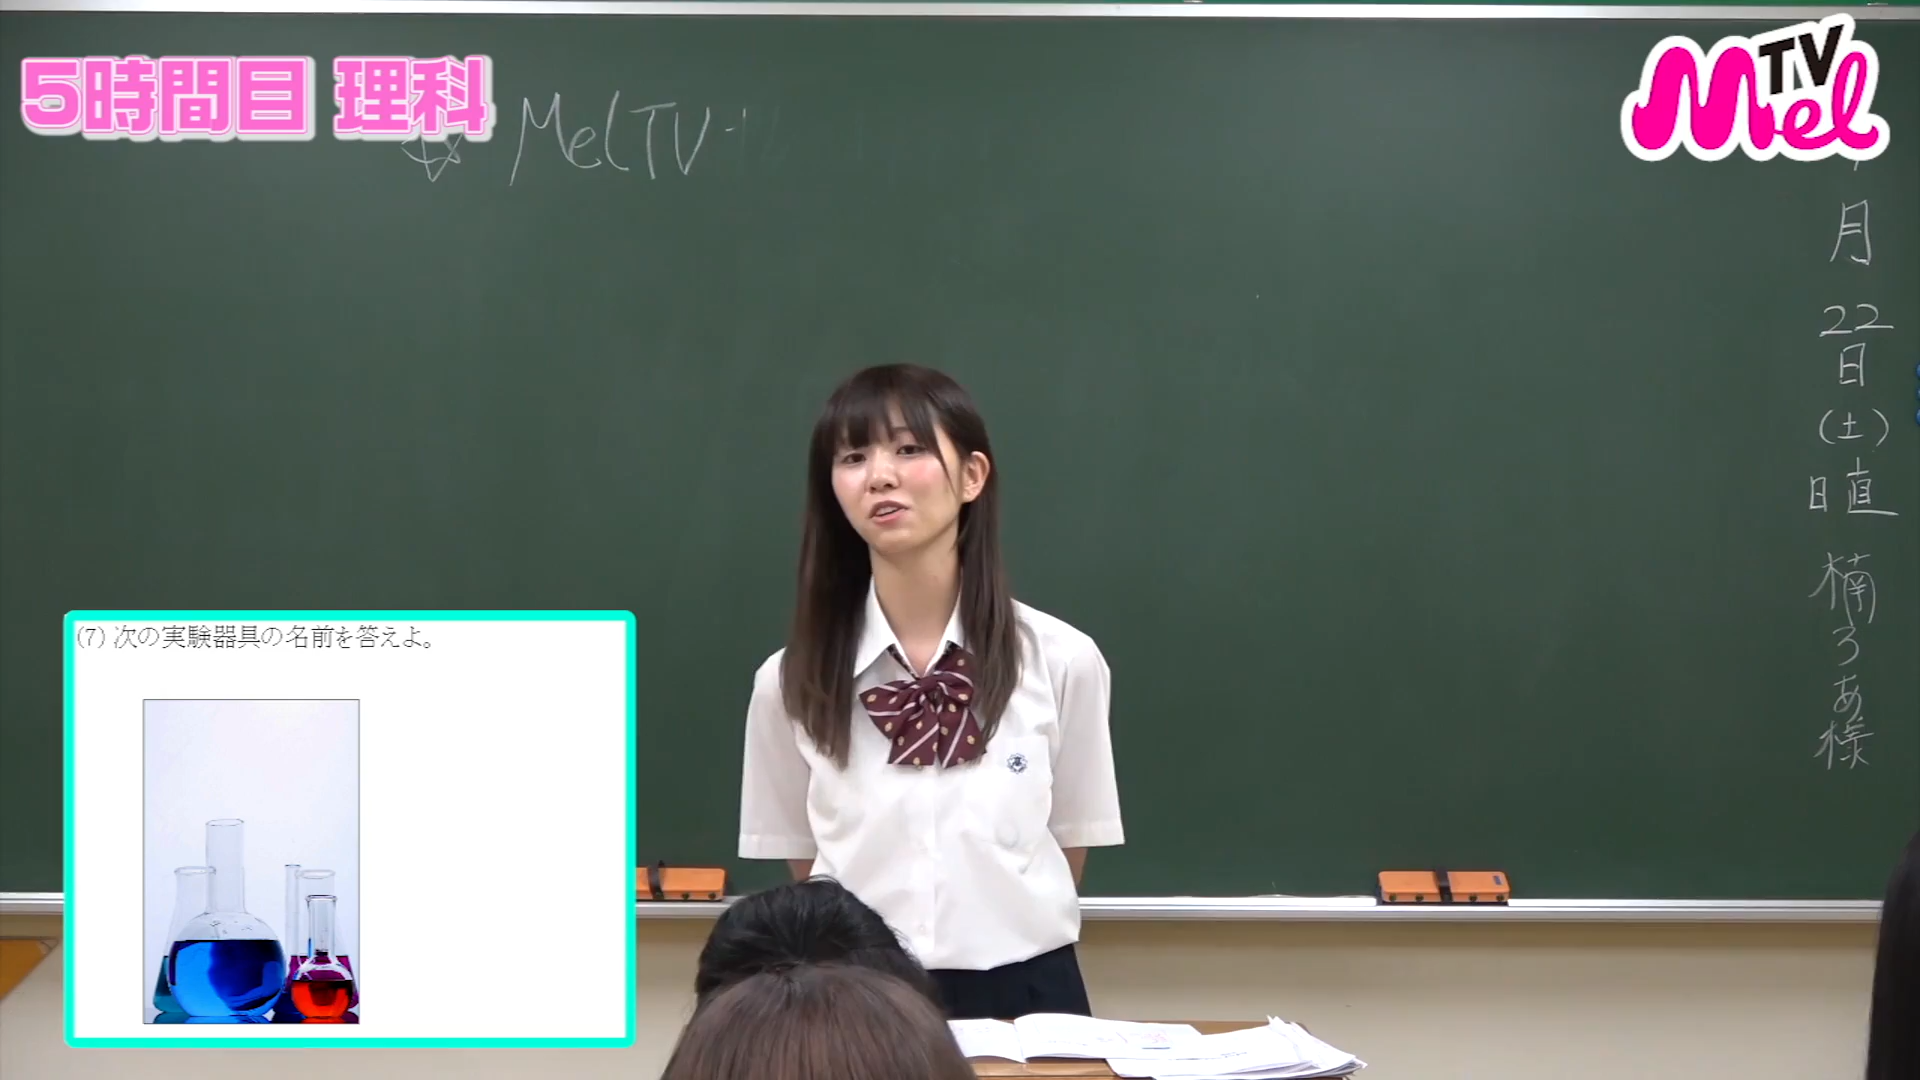 5時間目 理科
TV
Mel
MelTV
月
22
日
(土)
日直
楠
ろ
あ
様
(7) 次の実験器具の名前を答えよ。